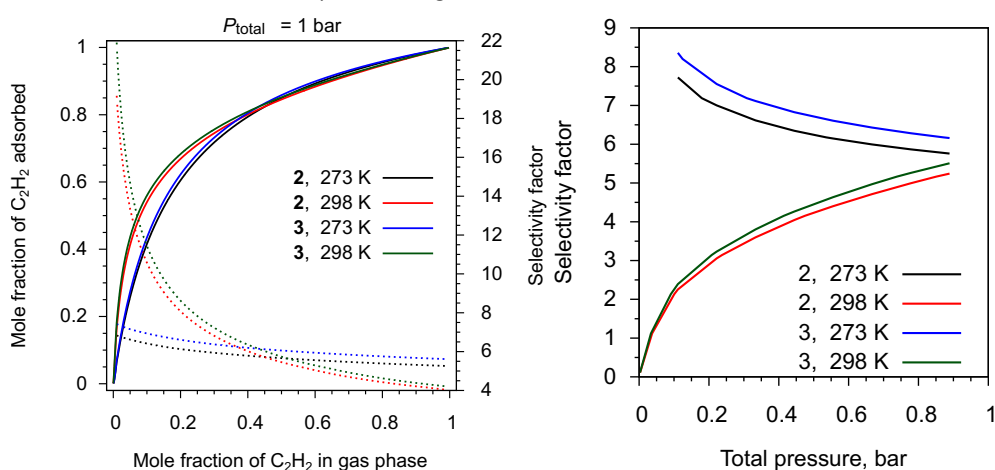 P_total = 1 bar
Mole fraction of C₂H₂ adsorbed
1
0.8
0.6
0.4
0.2
0
22
20
18
16
14
12
10
8
6
4
2, 273 K
2, 298 K
3, 273 K
3, 298 K
0 0.2 0.4 0.6 0.8 1
Mole fraction of C₂H₂ in gas phase
Selectivity factor
Selectivity factor
9
8
7
6
5
4
3
2
1
0
2, 273 K
2, 298 K
3, 273 K
3, 298 K
0 0.2 0.4 0.6 0.8 1
Total pressure, bar